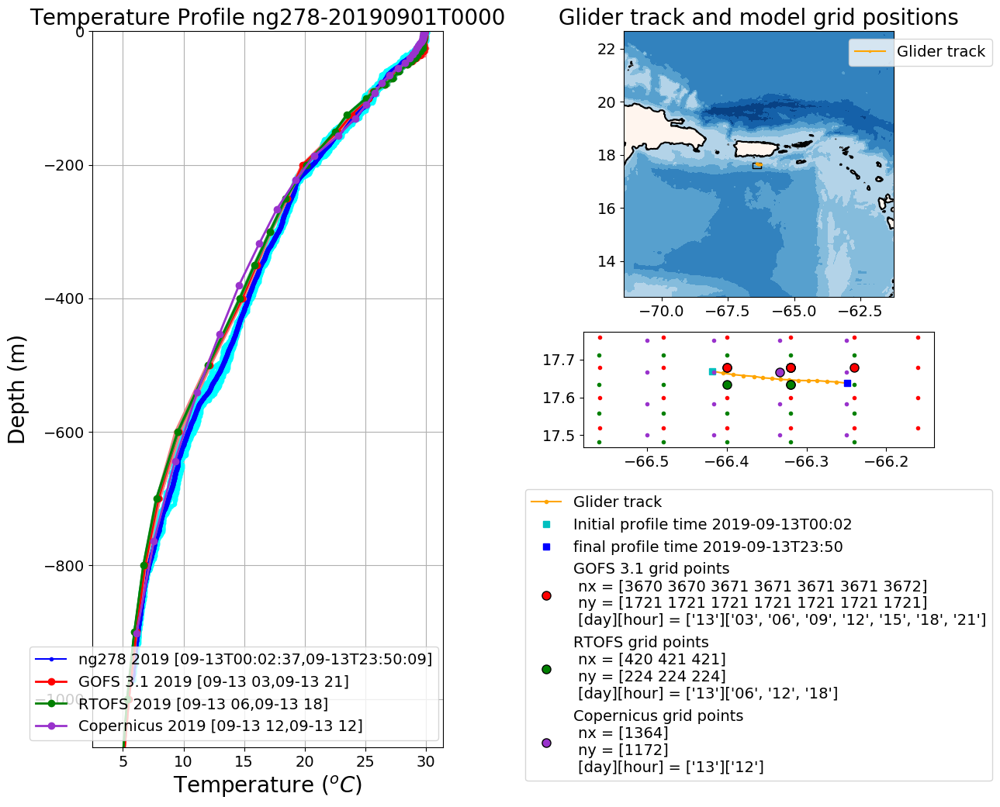 Temperature Profile ng278-20190901T0000
0
−200
−400
−600
−800
−1000
Depth (m)
5
10
15
20
25
30
Temperature (°C)
ng278 2019 [09-13T00:02:37,09-13T23:50:09]
GOFS 3.1 2019 [09-13 03,09-13 21]
RTOFS 2019 [09-13 06,09-13 18]
Copernicus 2019 [09-13 12,09-13 12]
Glider track and model grid positions
Glider track
22
20
18
16
14
−70.0
−67.5
−65.0
−62.5
17.7
17.6
17.5
−66.5
−66.4
−66.3
−66.2
Glider track
Initial profile time 2019-09-13T00:02
final profile time 2019-09-13T23:50
GOFS 3.1 grid points
nx = [3670 3670 3671 3671 3671 3671 3672]
ny = [1721 1721 1721 1721 1721 1721 1721]
[day][hour] = ['13']['03', '06', '09', '12', '15', '18', '21']
RTOFS grid points
nx = [420 421 421]
ny = [224 224 224]
[day][hour] = ['13']['06', '12', '18']
Copernicus grid points
nx = [1364]
ny = [1172]
[day][hour] = ['13']['12']